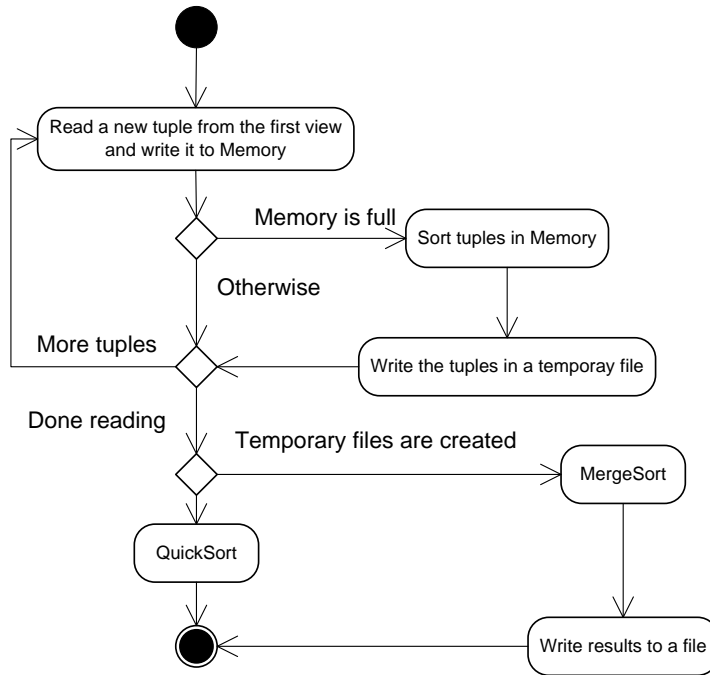 Read a new tuple from the first view
and write it to Memory
Memory is full
Sort tuples in Memory
Otherwise
More tuples
Write the tuples in a temporay file
Done reading
Temporary files are created
MergeSort
QuickSort
Write results to a file